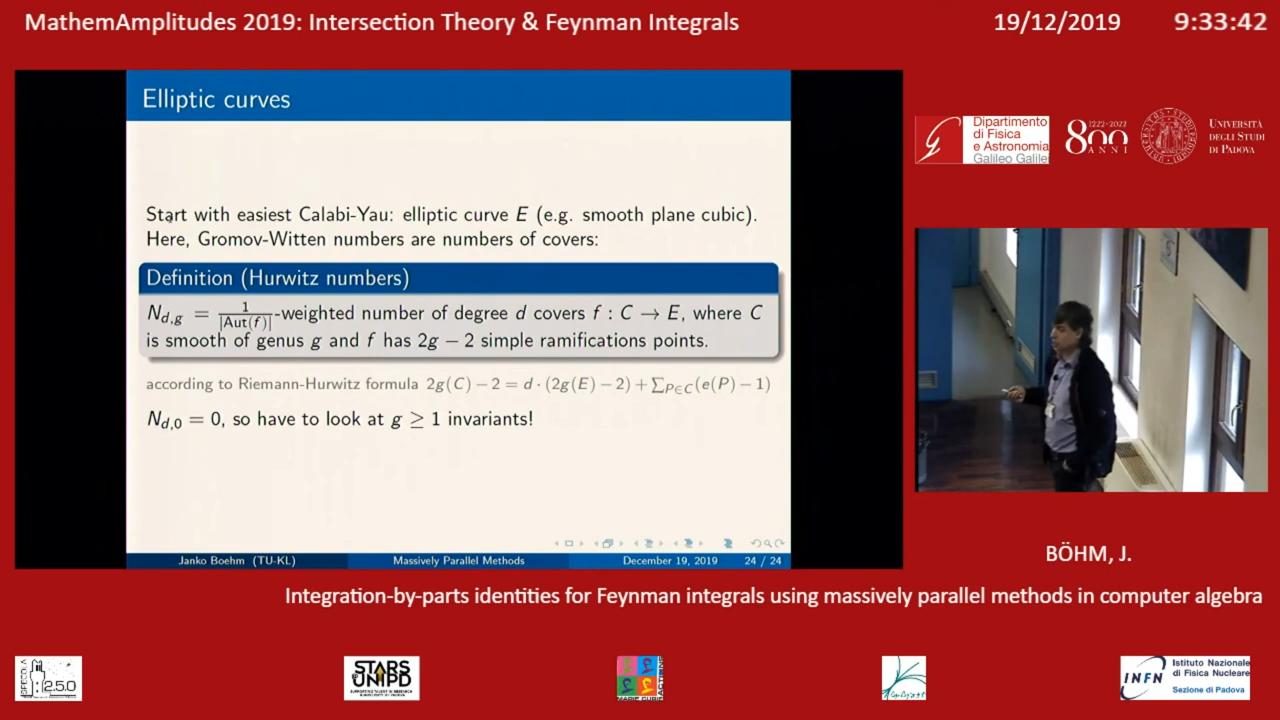 MathemAmplitudes 2019: Intersection Theory & Feynman Integrals
19/12/2019
9:33:42
Elliptic curves
Start with easiest Calabi-Yau: elliptic curve E (e.g. smooth plane cubic).
Here, Gromov-Witten numbers are numbers of covers:
Definition (Hurwitz numbers)
N_{d,g} = \frac{1}{|Aut(f)|}-weighted number of degree d covers f : C → E, where C
is smooth of genus g and f has 2g − 2 simple ramifications points.
according to Riemann-Hurwitz formula 2g(C) − 2 = d · (2g(E) − 2) + ∑_{P∈C}(e(P) − 1)
N_{d,0} = 0, so have to look at g ≥ 1 invariants!
Janko Boehm (TU-KL)
Massively Parallel Methods
December 19, 2019
24 / 24
Dipartimento
di Fisica
e Astronomia
Galileo Galilei
1222-2022
800
ANNI
UNIVERSITÀ
DEGLI STUDI
DI PADOVA
BÖHM, J.
Integration-by-parts identities for Feynman integrals using massively parallel methods in computer algebra
SPECOLA
250
STARS
UNIPD
INFN
Istituto Nazionale
di Fisica Nucleare
Sezione di Padova